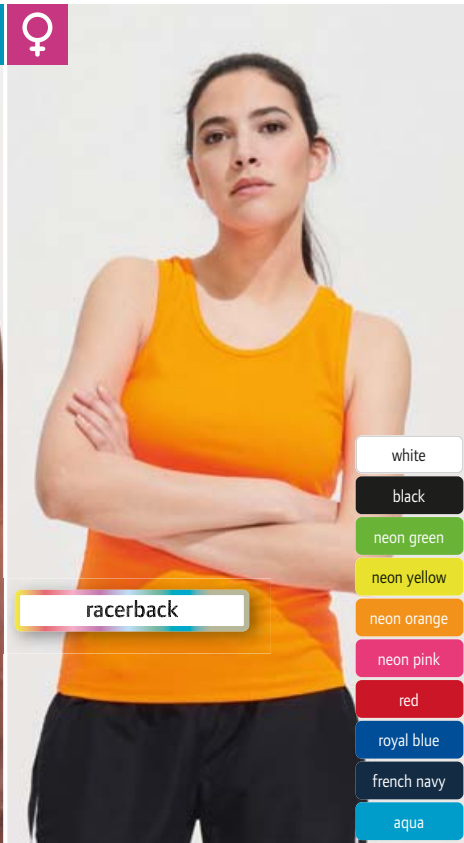 racerback
white
black
neon green
neon yellow
neon orange
neon pink
red
royal blue
french navy
aqua